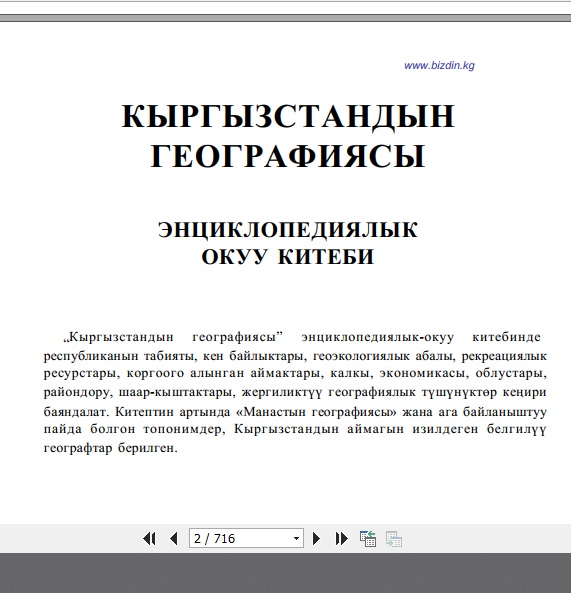 www.bizdin.kg
КЫРГЫЗСТАНДЫН
ГЕОГРАФИЯСЫ
ЭНЦИКЛОПЕДИЯЛЫК
ОКУУ КИТЕБИ
„Кыргызстандын географиясы” энциклопедиялык-окуу китебинде
республиканын табияты, кен байлыктары, геоэкологиялык абалы, рекреациялык
ресурстары, коргоого алынган аймактары, калкы, экономикасы, облустары,
райондору, шаар-кыштактары, жергиликтүү географиялык түшүнүктөр кеңири
баяндалат. Китептин артында «Манастын географиясы» жана ага байланыштуу
пайда болгон топонимдер, Кыргызстандын аймагын изилдеген белгилүү
географтар берилген.
2 / 716